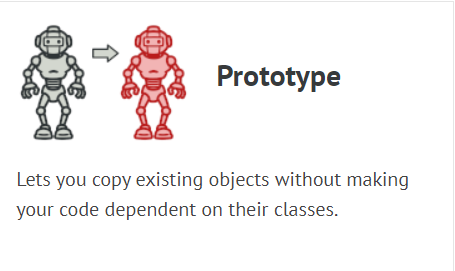 Prototype
Lets you copy existing objects without making
your code dependent on their classes.